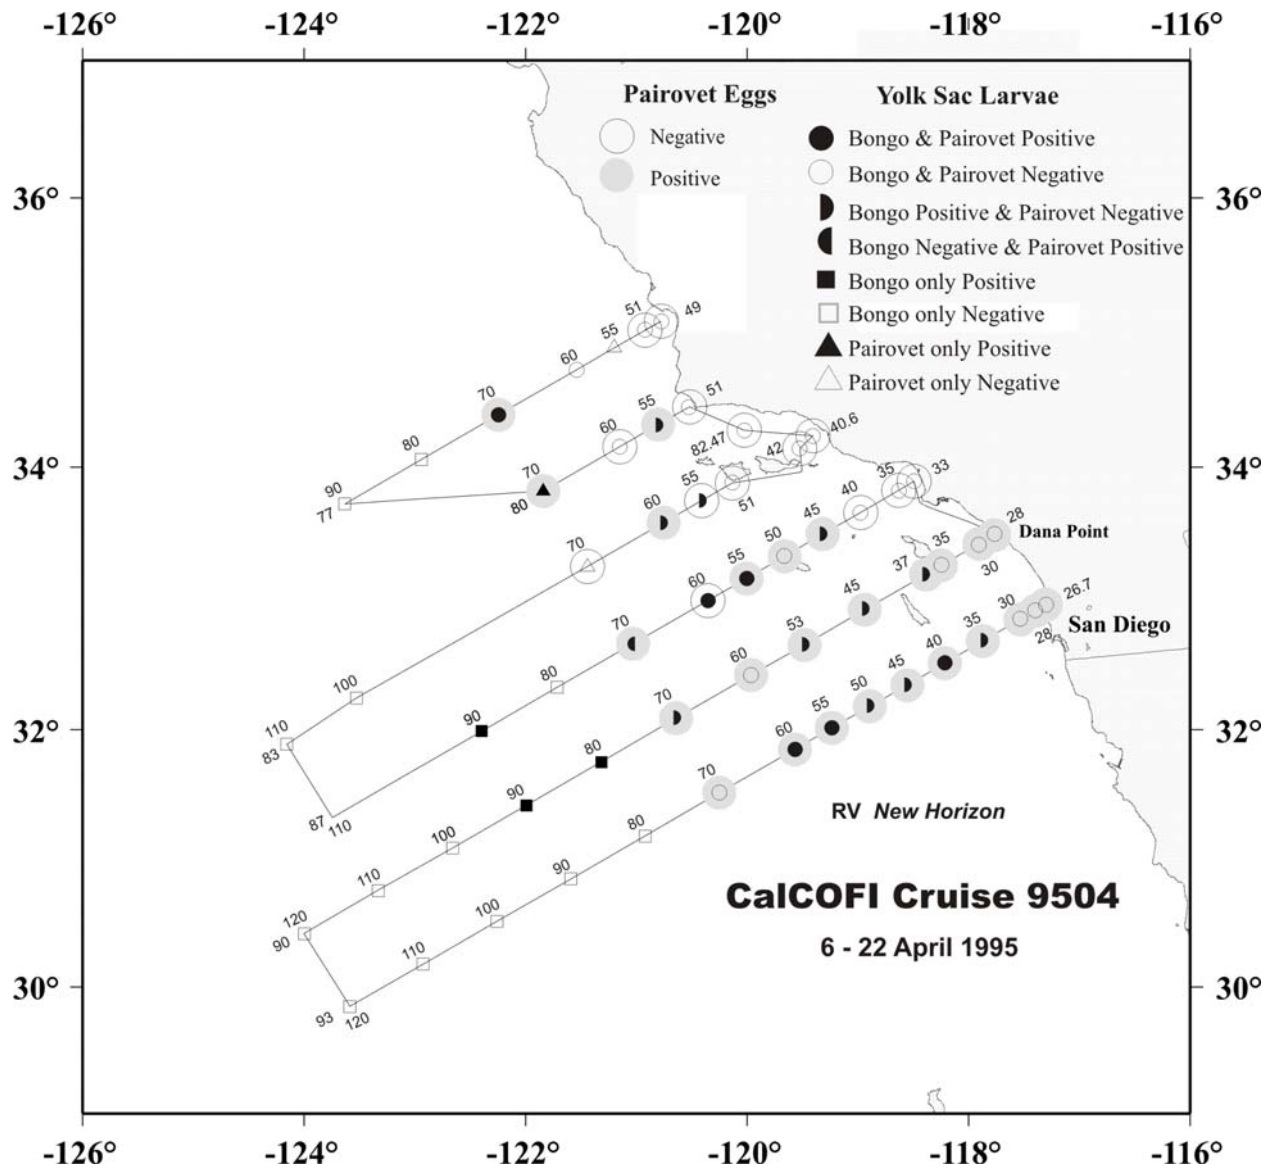 -126° -124° -122° -120° -118° -116°
Pairovet Eggs
Negative
Positive
Yolk Sac Larvae
Bongo & Pairovet Positive
Bongo & Pairovet Negative
Bongo Positive & Pairovet Negative
Bongo Negative & Pairovet Positive
Bongo only Positive
Bongo only Negative
Pairovet only Positive
Pairovet only Negative
36° 36°
34° 34°
32° 32°
30° 30°
77 90 80 70 60 55 51 49
80 70 60 55 51
82.47 42 40.6
83 110 100 70 60 55 51
87 110 90 80 70 60 55 50 45 40 35 33
90 120 110 100 90 80 70 60 53 45 37 35 30 28
Dana Point
93 120 110 100 90 80 70 60 55 50 45 40 35 30 28 26.7
San Diego
RV New Horizon
CalCOFI Cruise 9504
6 - 22 April 1995
-126° -124° -122° -120° -118° -116°